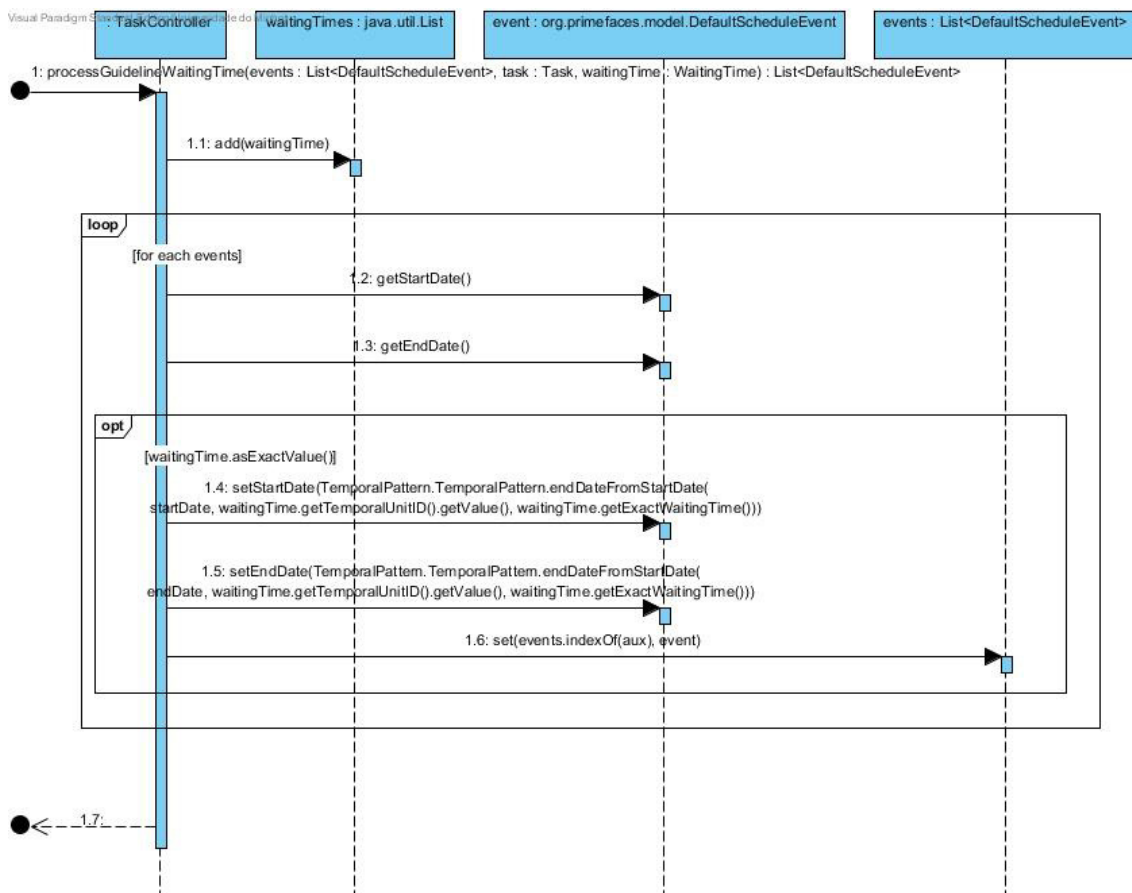 Visual Paradigm
: TaskController
waitingTimes : java.util.List
event : org.primefaces.model.DefaultScheduleEvent
events : List<DefaultScheduleEvent>
1: processGuidelineWaitingTime(events : List<DefaultScheduleEvent>, task : Task, waitingTime : WaitingTime) : List<DefaultScheduleEvent>
1.1: add(waitingTime)
loop
[for each events]
1.2: getStartDate()
1.3: getEndDate()
opt
[waitingTime.asExactValue()]
1.4: setStartDate(TemporalPattern.TemporalPattern.endDateFromStartDate(
startDate, waitingTime.getTemporalUnitID().getValue(), waitingTime.getExactWaitingTime()))
1.5: setEndDate(TemporalPattern.TemporalPattern.endDateFromStartDate(
endDate, waitingTime.getTemporalUnitID().getValue(), waitingTime.getExactWaitingTime()))
1.6: set(events.indexOf(aux), event)
1.7: